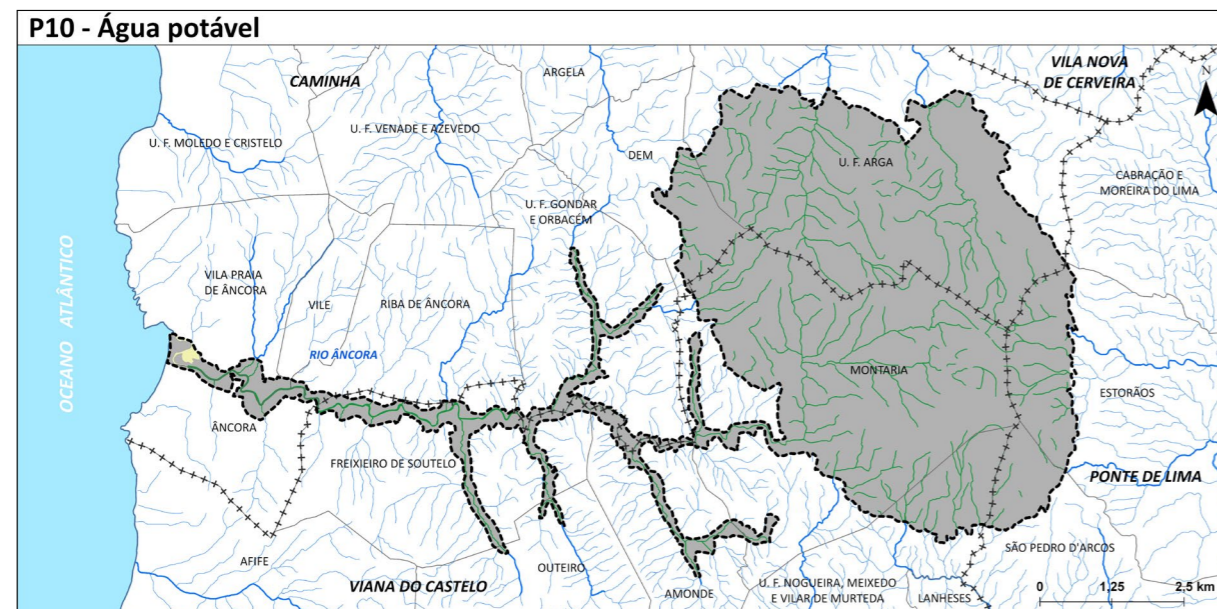 P10 - Água potável
CAMINHA
ARGELA
VILA NOVA
DE CERVEIRA
N
U. F. MOLEDO E CRISTELO
U. F. VENADE E AZEVEDO
DEM
U. F. ARGA
CABRAÇÃO E
MOREIRA DO LIMA
U. F. GONDAR
E ORBACÉM
OCEANO ATLÂNTICO
VILA PRAIA
DE ÂNCORA
VILE
RIBA DE ÂNCORA
RIO ÂNCORA
MONTARIA
ESTORÃOS
ÂNCORA
FREIXIEIRO DE SOUTELO
PONTE DE LIMA
AFIFE
VIANA DO CASTELO
OUTEIRO
AMONDE
U. F. NOGUEIRA, MEIXEDO
E VILAR DE MURTEDA
LANHESES
SÃO PEDRO D'ARCOS
0 1,25 2,5 km